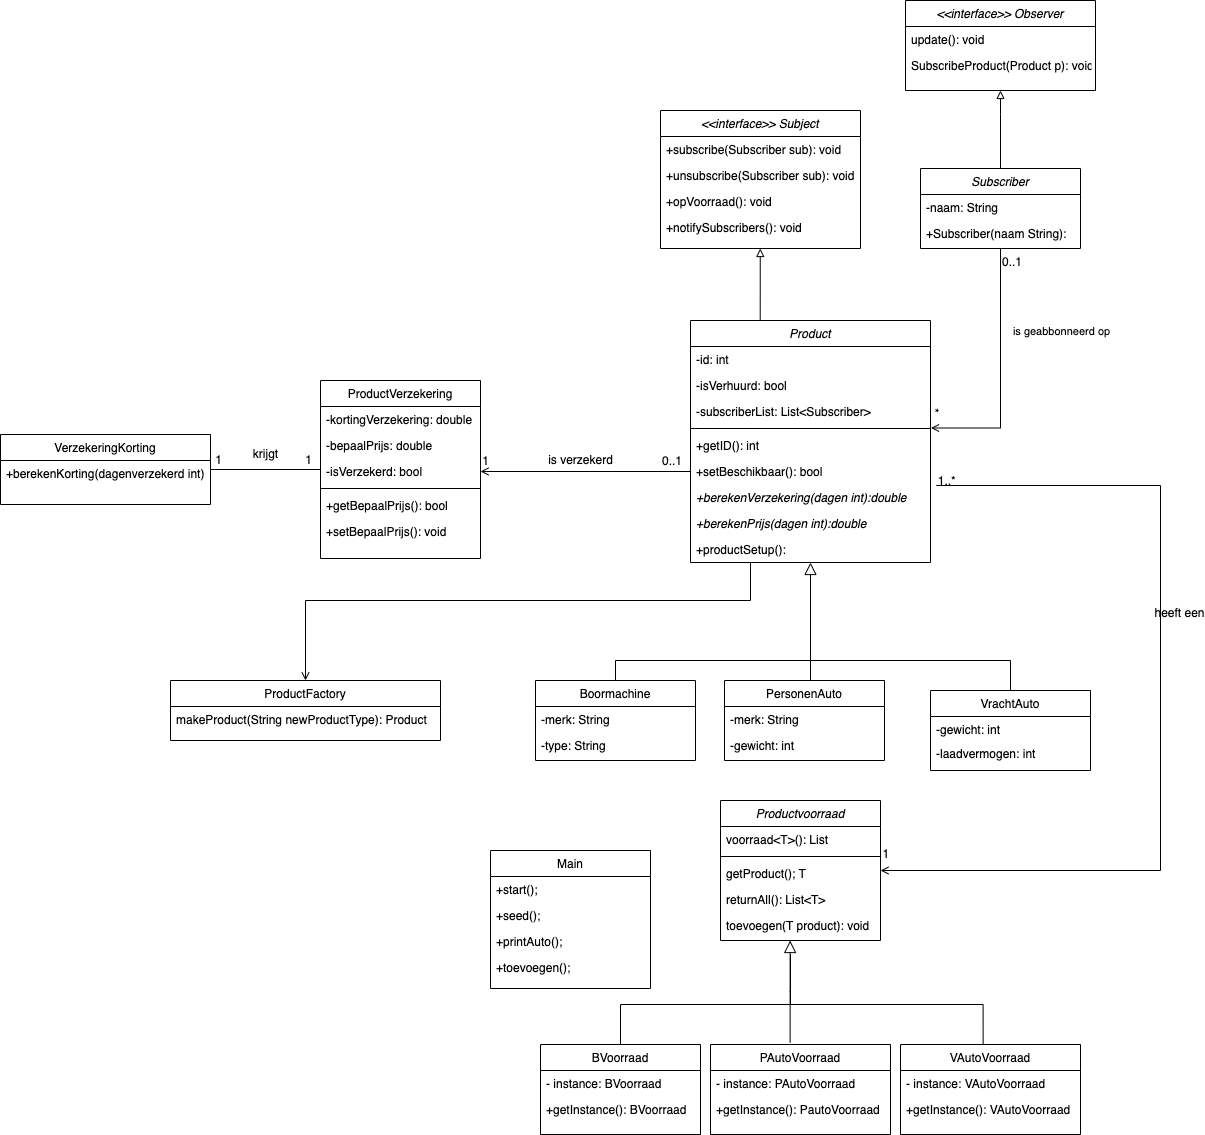 <<interface>> Observer
update(): void
SubscribeProduct(Product p): voic
<<interface>> Subject
+subscribe(Subscriber sub): void
+unsubscribe(Subscriber sub): void
+opVoorraad(): void
+notifySubscribers(): void
Subscriber
-naam: String
+Subscriber(naam String):
0..1
is geabbonneerd op
*
Product
-id: int
-isVerhuurd: bool
-subscriberList: List<Subscriber>
+getID(): int
+setBeschikbaar(): bool
+berekenVerzekering(dagen int):double
+berekenPrijs(dagen int):double
+productSetup():
1..*
heeft een
1
ProductVerzekering
-kortingVerzekering: double
-bepaalPrijs: double
-isVerzekerd: bool
+getBepaalPrijs(): bool
+setBepaalPrijs(): void
1
is verzekerd
0..1
VerzekeringKorting
+berekenKorting(dagenverzekerd int)
1
krijgt
1
ProductFactory
makeProduct(String newProductType): Product
Boormachine
-merk: String
-type: String
PersonenAuto
-merk: String
-gewicht: int
VrachtAuto
-gewicht: int
-laadvermogen: int
Productvoorraad
voorraad<T>(): List
getProduct(); T
returnAll(): List<T>
toevoegen(T product): void
Main
+start();
+seed();
+printAuto();
+toevoegen();
BVoorraad
- instance: BVoorraad
+getInstance(): BVoorraad
PAutoVoorraad
- instance: PAutoVoorraad
+getInstance(): PautoVoorraad
VAutoVoorraad
- instance: VAutoVoorraad
+getInstance(): VAutoVoorraad